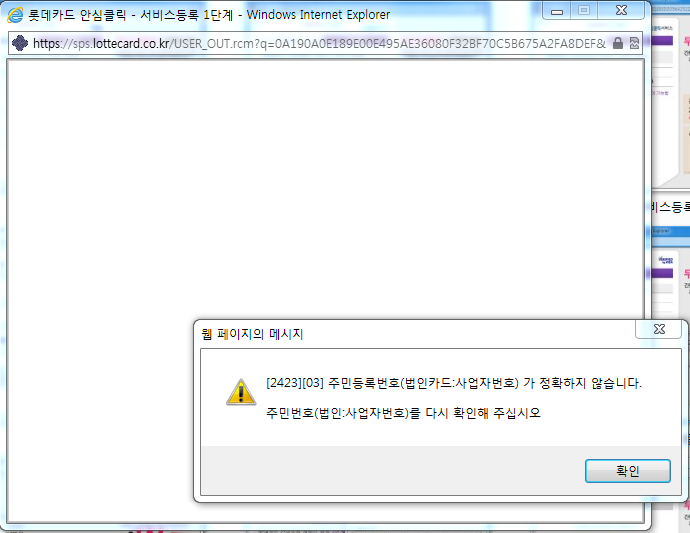 롯데카드 안심클릭 - 서비스등록 1단계 - Windows Internet Explorer
https://sps.lottecard.co.kr/USER_OUT.rcm?q=0A190A0E189E00E495AE36080F32BF70C5B675A2FA8DEF&
비스등록
웹 페이지의 메시지
[2423][03] 주민등록번호(법인카드:사업자번호) 가 정확하지 않습니다.
주민번호(법인:사업자번호)를 다시 확인해 주십시오
확인